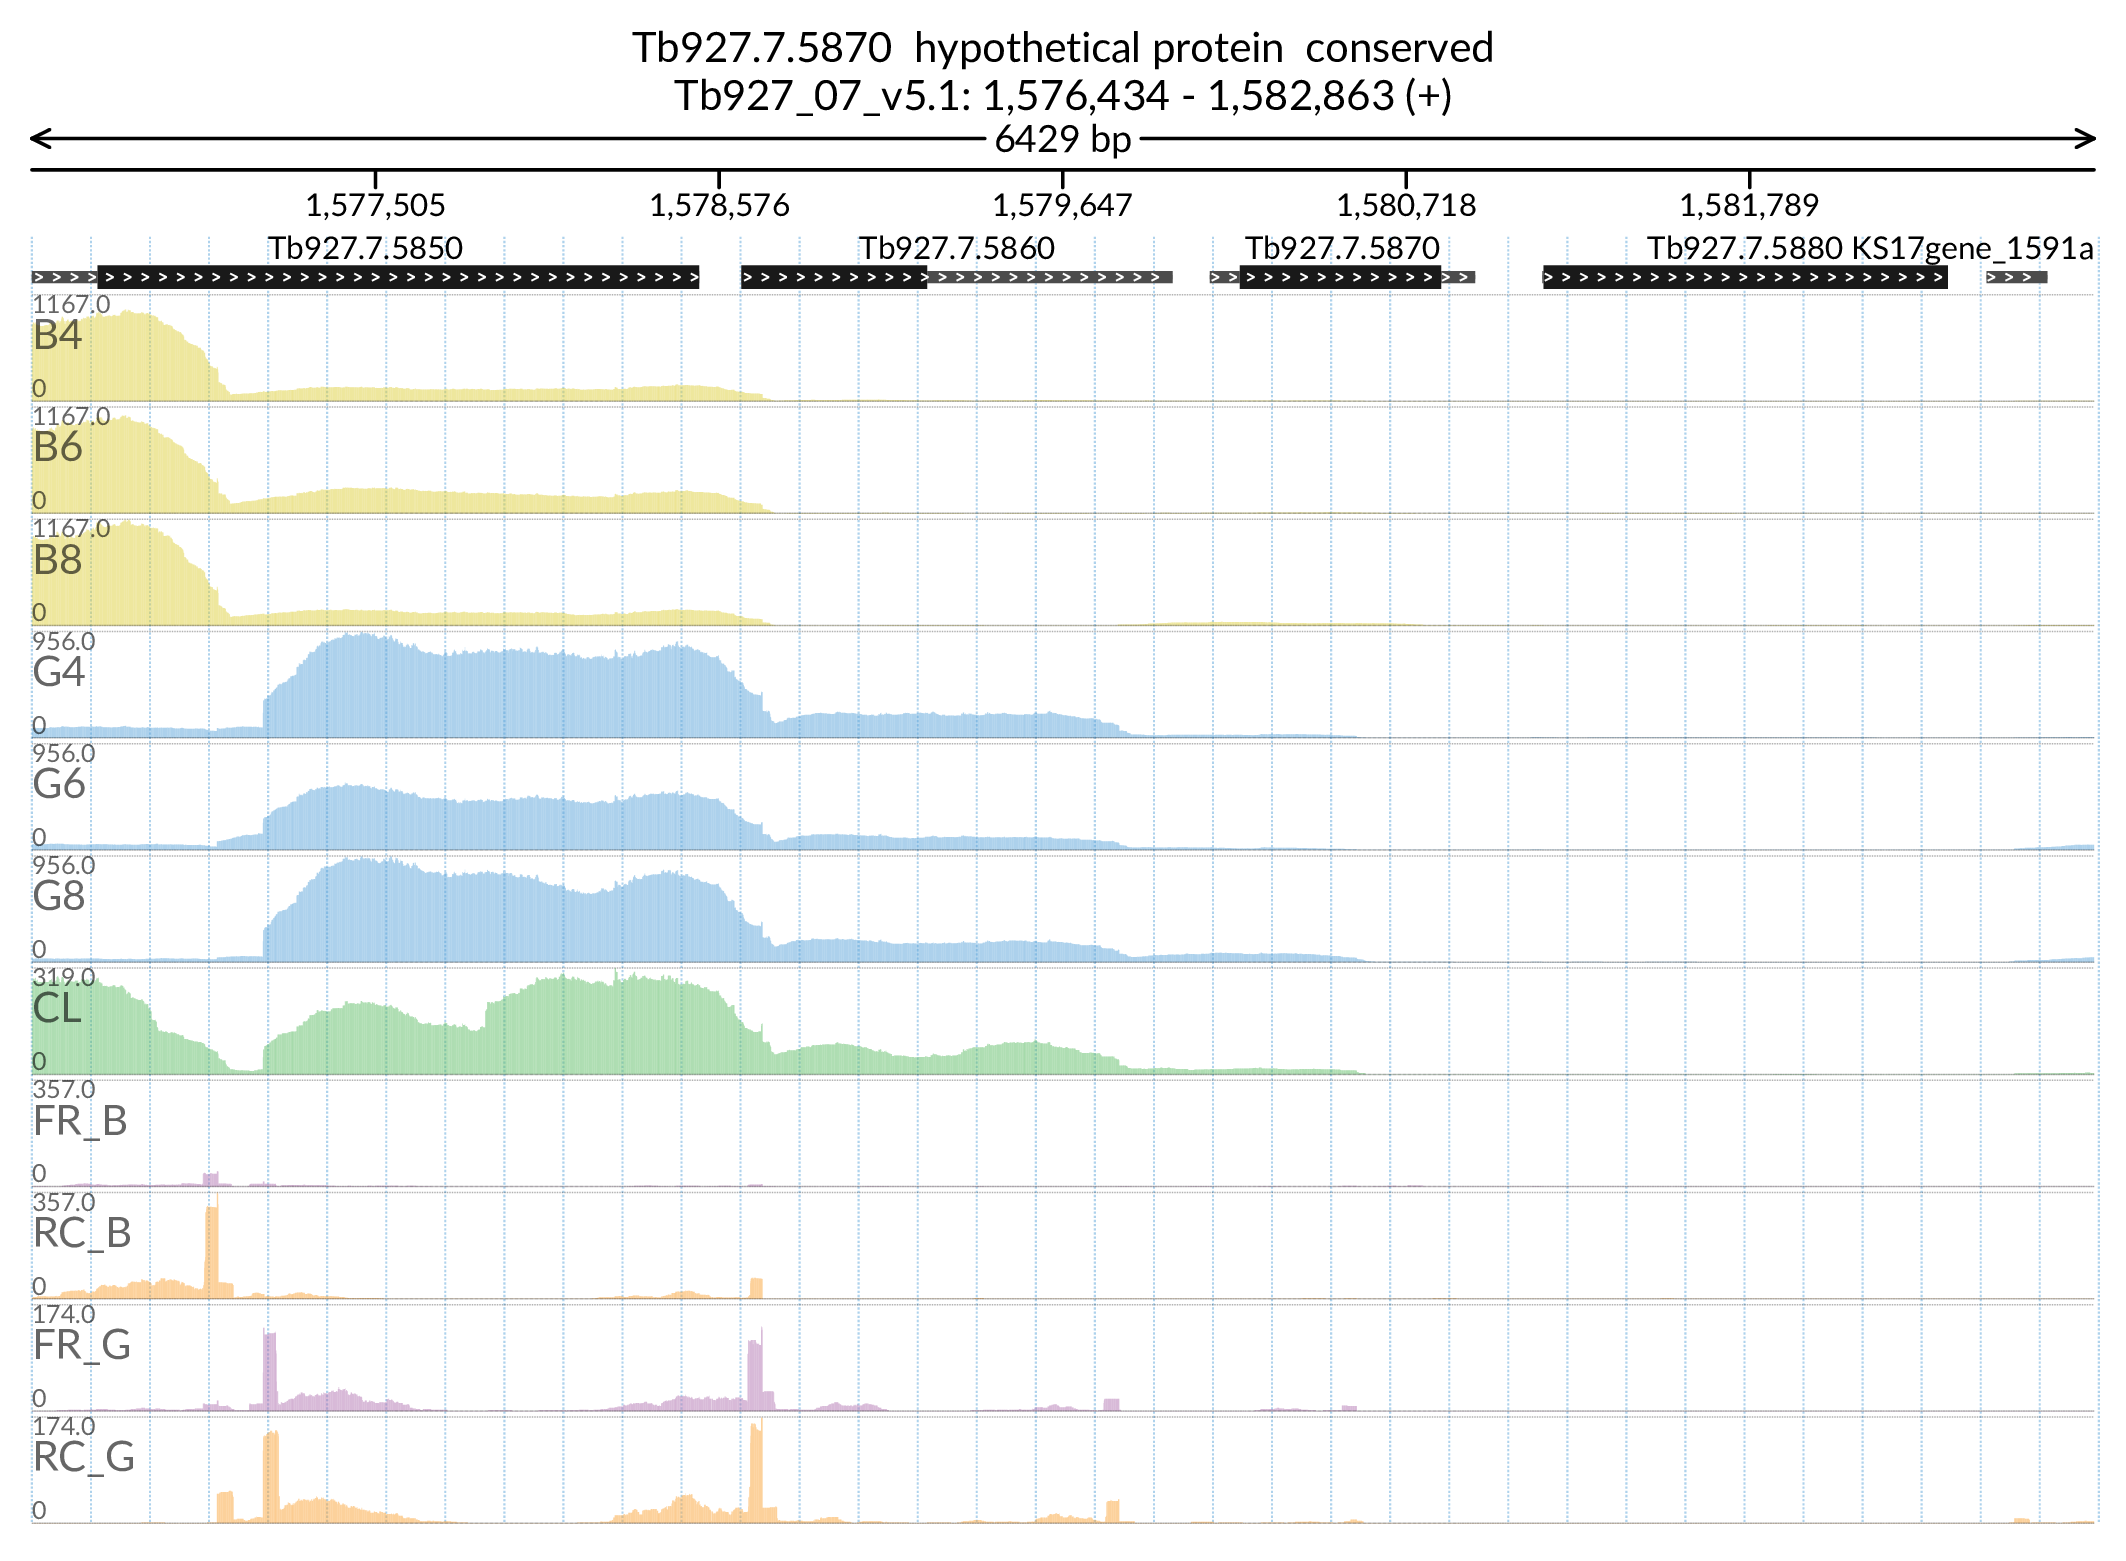 Tb927.7.5870 hypothetical protein conserved
Tb927_07_v5.1: 1,576,434 - 1,582,863 (+)
6429 bp
1,577,505 1,578,576 1,579,647 1,580,718 1,581,789
Tb927.7.5850 Tb927.7.5860 Tb927.7.5870 Tb927.7.5880 KS17gene_1591a
1167.0
B4
0
1167.0
B6
0
1167.0
B8
0
956.0
G4
0
956.0
G6
0
956.0
G8
0
319.0
CL
0
357.0
FR_B
0
357.0
RC_B
0
174.0
FR_G
0
174.0
RC_G
0